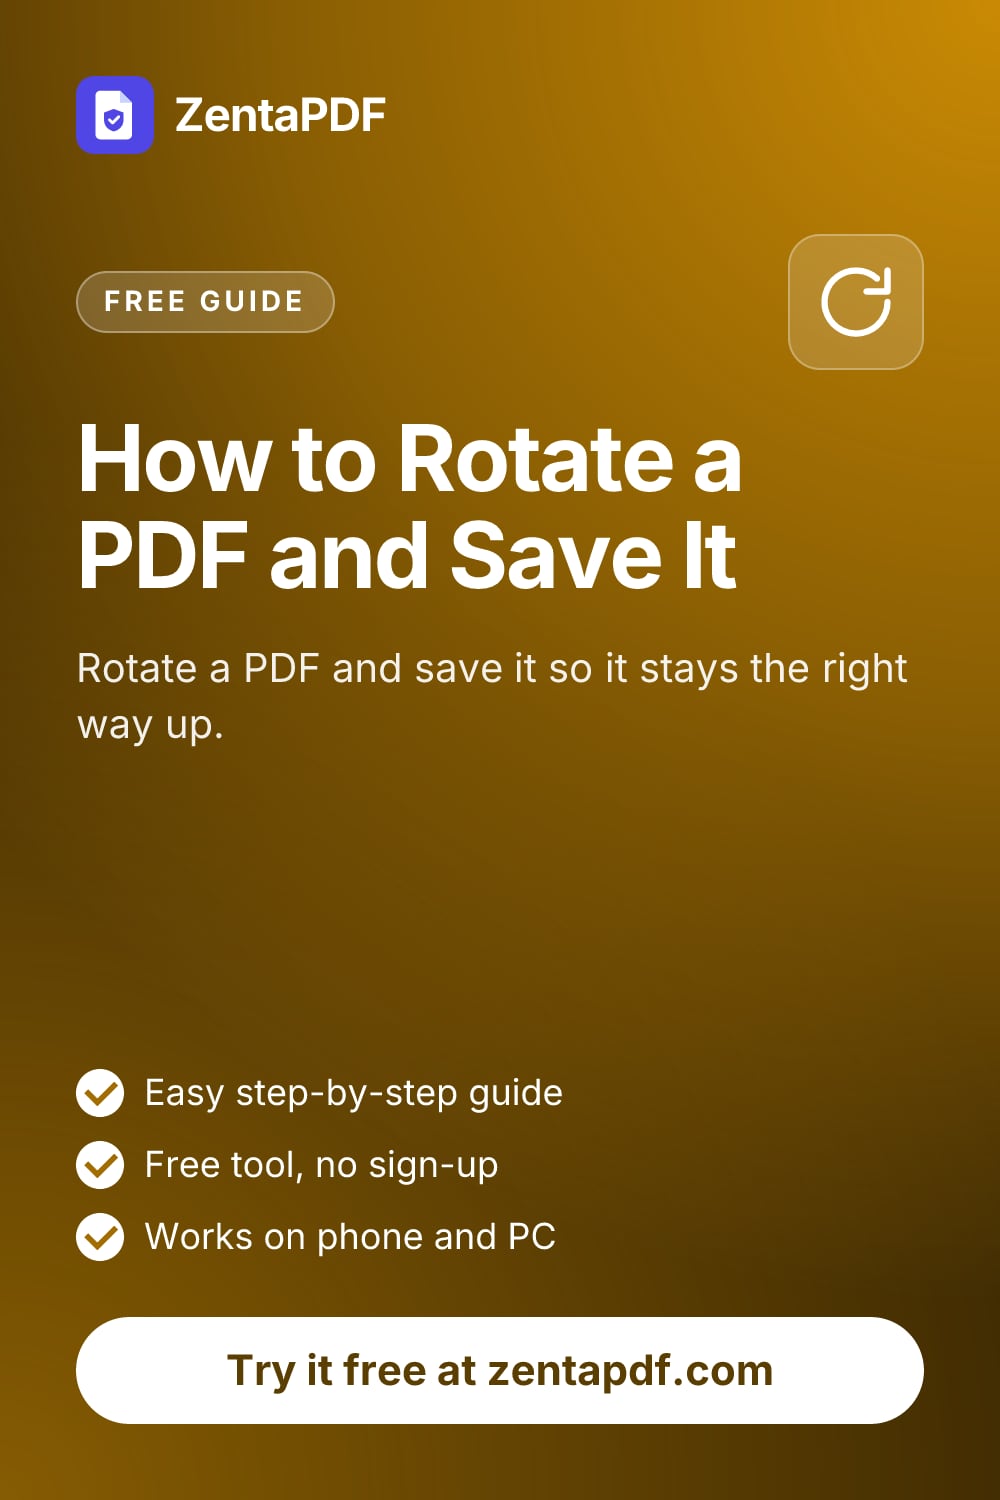 ZentaPDF
FREE GUIDE
How to Rotate a
PDF and Save It
Rotate a PDF and save it so it stays the right
way up.
Easy step-by-step guide
Free tool, no sign-up
Works on phone and PC
Try it free at zentapdf.com